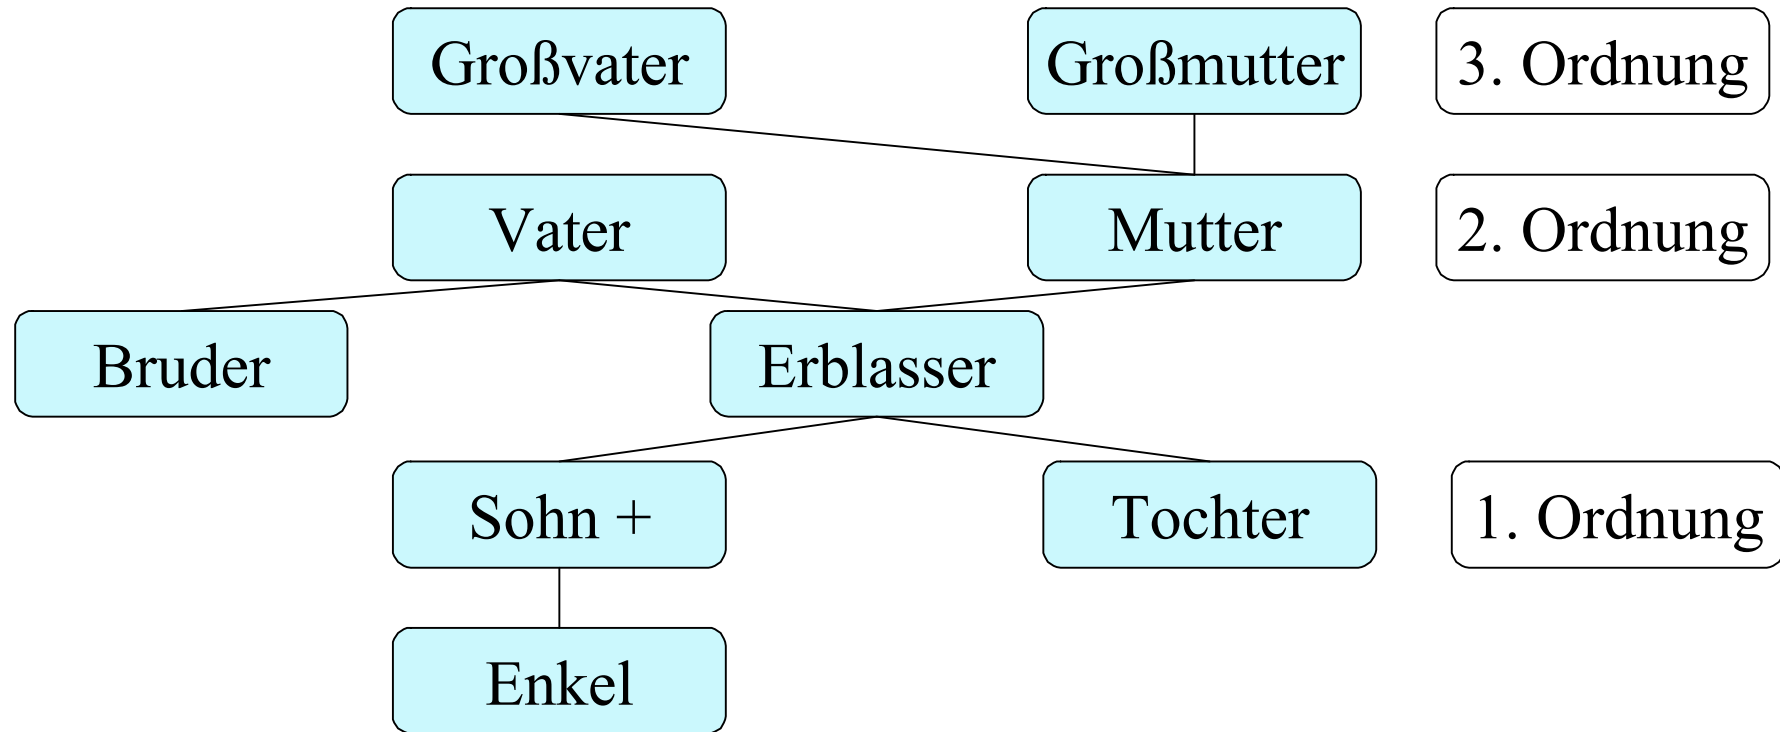 Großvater
Großmutter
3. Ordnung
Vater
Mutter
2. Ordnung
Bruder
Erblasser
Sohn +
Tochter
1. Ordnung
Enkel